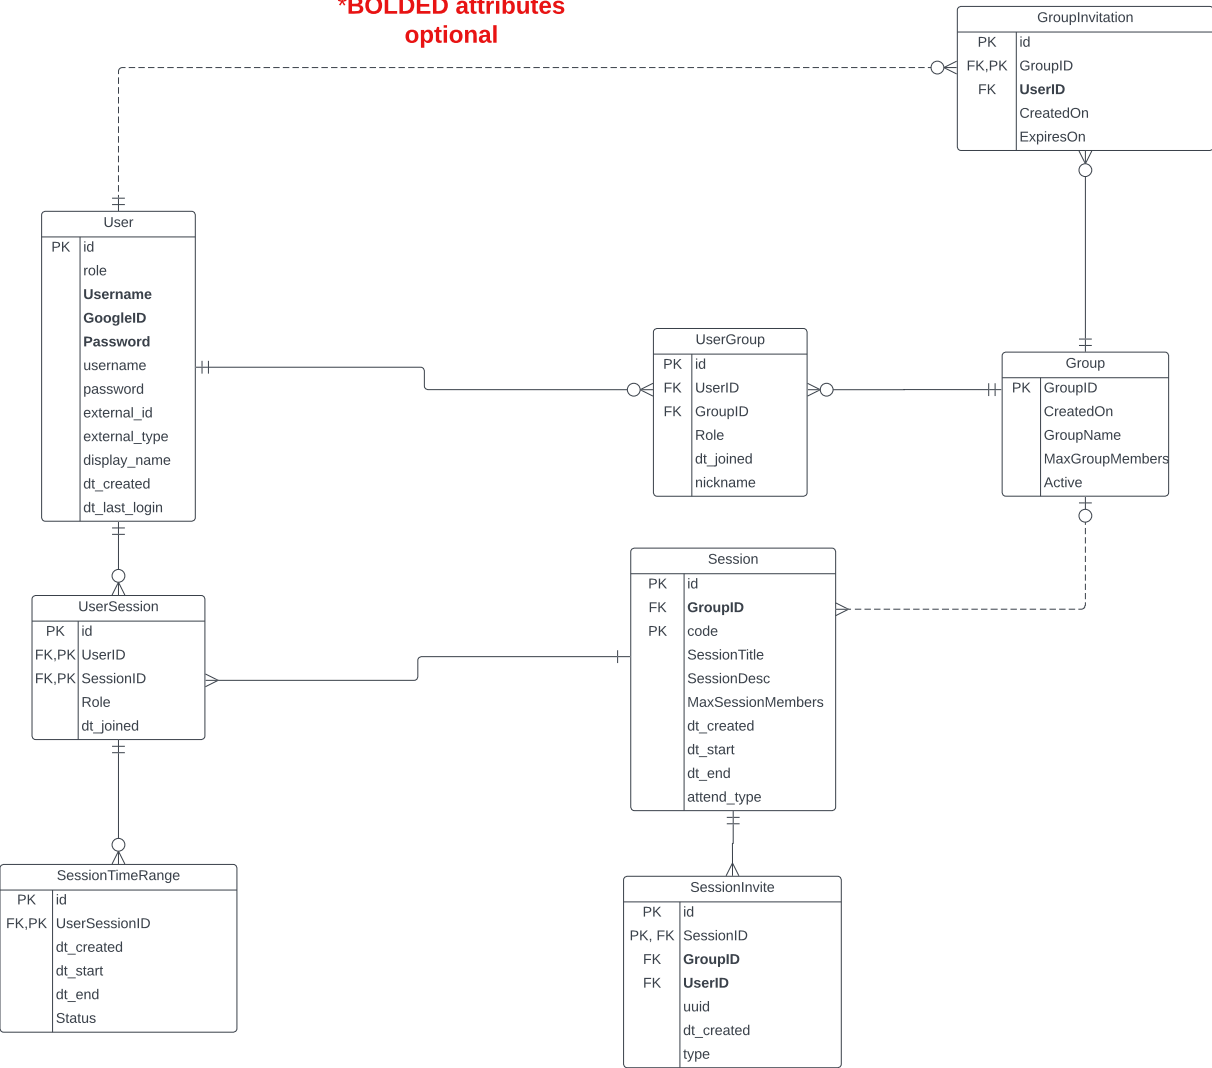 *BOLDED attributes
optional
GroupInvitation
PK id
FK,PK GroupID
FK UserID
CreatedOn
ExpiresOn
User
PK id
role
Username
GoogleID
Password
username
password
external_id
external_type
display_name
dt_created
dt_last_login
UserGroup
PK id
FK UserID
FK GroupID
Role
dt_joined
nickname
Group
PK GroupID
CreatedOn
GroupName
MaxGroupMembers
Active
Session
PK id
FK GroupID
PK code
SessionTitle
SessionDesc
MaxSessionMembers
dt_created
dt_start
dt_end
attend_type
UserSession
PK id
FK,PK UserID
FK,PK SessionID
Role
dt_joined
SessionTimeRange
PK id
FK,PK UserSessionID
dt_created
dt_start
dt_end
Status
SessionInvite
PK id
PK, FK SessionID
FK GroupID
FK UserID
uuid
dt_created
type